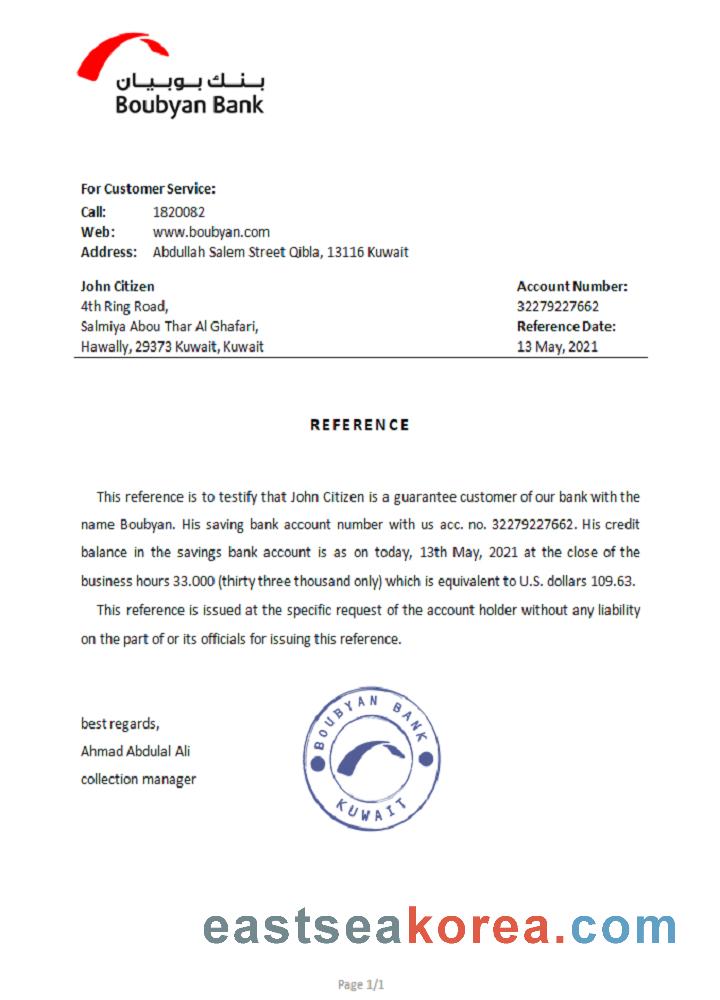 بنك بوبيان
Boubyan Bank
For Customer Service:
Call: 1820082
Web: www.boubyan.com
Address: Abdullah Salem Street Qibla, 13116 Kuwait
John Citizen
4th Ring Road,
Salmiya Abou Thar Al Ghafari,
Hawally, 29373 Kuwait, Kuwait
Account Number:
32279227662
Reference Date:
13 May, 2021
REFERENCE
This reference is to testify that John Citizen is a guarantee customer of our bank with the
name Boubyan. His saving bank account number with us acc. no. 32279227662. His credit
balance in the savings bank account is as on today, 13th May, 2021 at the close of the
business hours 33.000 (thirty three thousand only) which is equivalent to U.S. dollars 109.63.
This reference is issued at the specific request of the account holder without any liability
on the part of or its officials for issuing this reference.
best regards,
Ahmad Abdulal Ali
collection manager
BOUBYAN BANK
KUWAIT
eastseakorea.com
Page 1/1